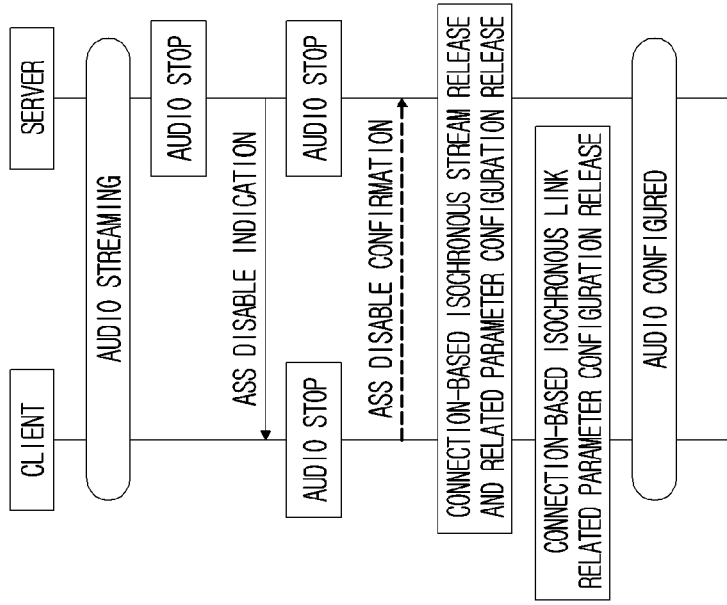 CLIENT
SERVER
AUDIO STREAMING
AUDIO STOP
ASS DISABLE INDICATION
AUDIO STOP
AUDIO STOP
ASS DISABLE CONFIRMATION
CONNECTION-BASED ISOCHRONOUS STREAM RELEASE
AND RELATED PARAMETER CONFIGURATION RELEASE
CONNECTION-BASED ISOCHRONOUS LINK
RELATED PARAMETER CONFIGURATION RELEASE
AUDIO CONFIGURED